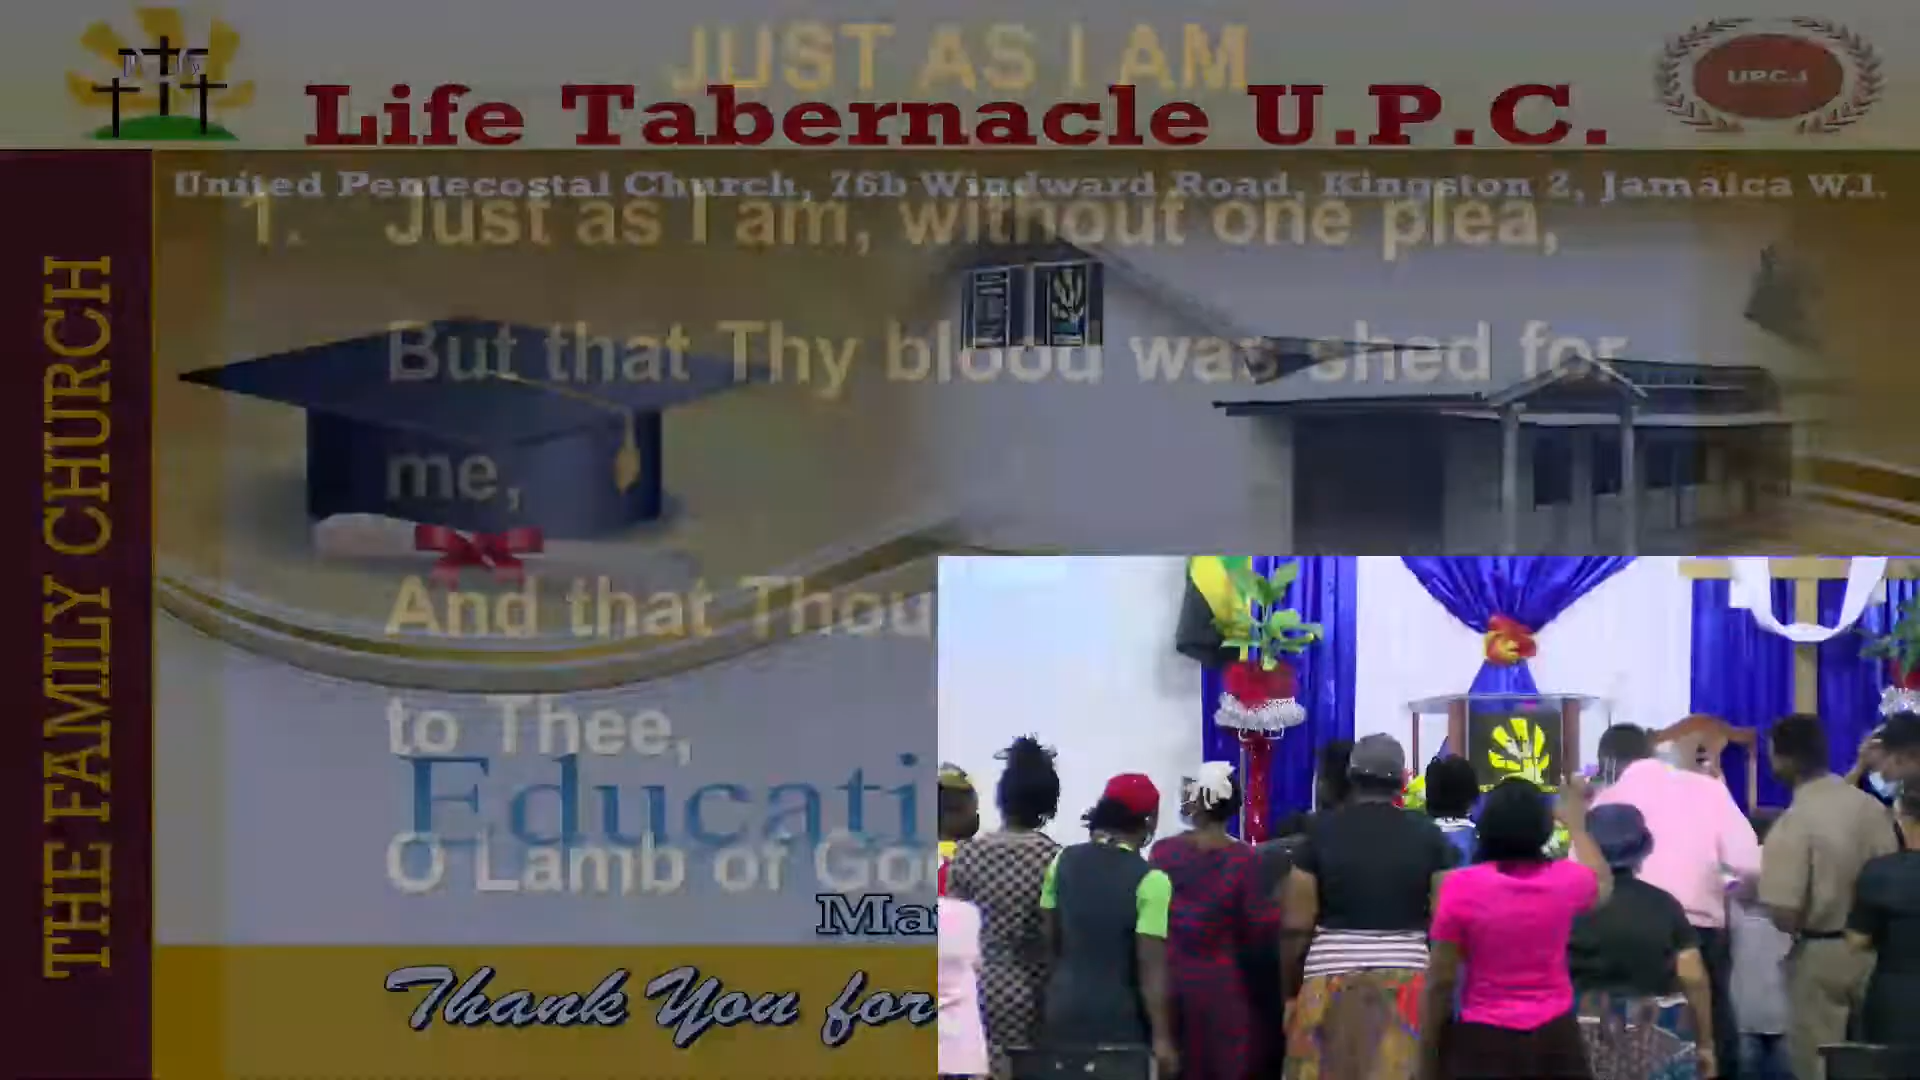 JUST AS I AM
Life Tabernacle U.P.C.
UPCJ
United Pentecostal Church, 76b Windward Road, Kingston 2, Jamaica W.I.
1. Just as I am, without one plea,
But that Thy blood was shed for
me,
And that Thou
to Thee,
Educati
O Lamb of Go
Ma
Thank You for
THE FAMILY CHURCH